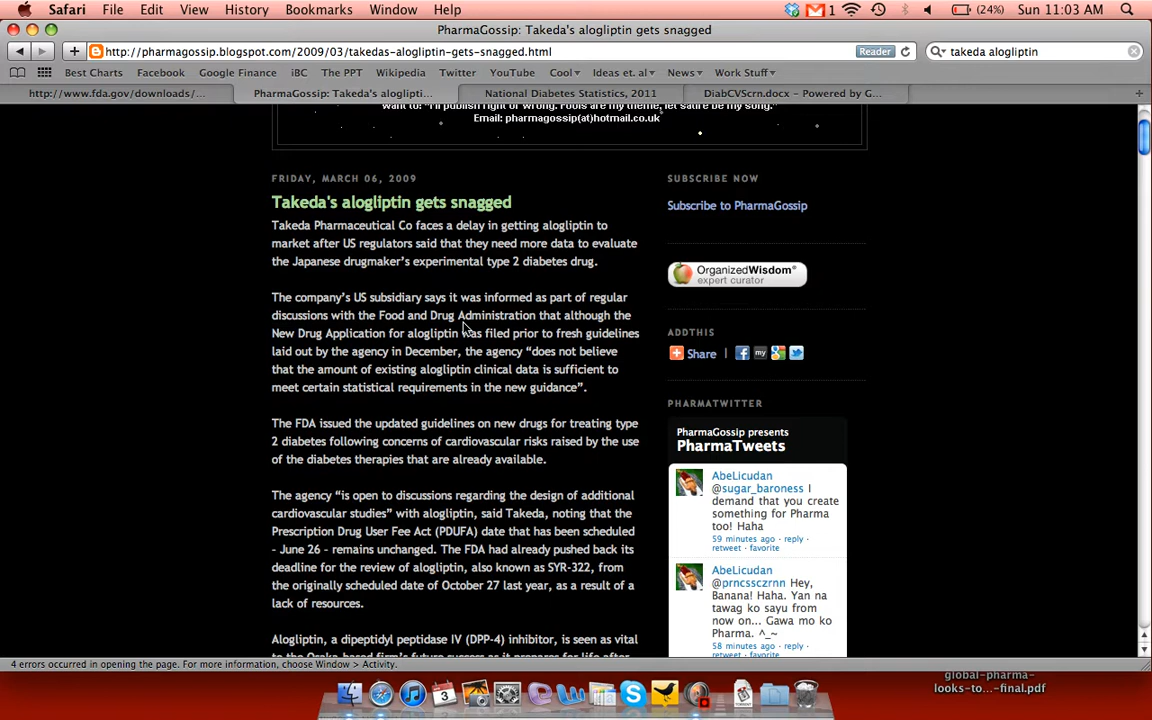 Safari File Edit View History Bookmarks Window Help 1 (24%) Sun 11:03 AM
PharmaGossip: Takeda's alogliptin gets snagged
http://pharmagossip.blogspot.com/2009/03/takedas-alogliptin-gets-snagged.html Reader takeda alogliptin
Best Charts Facebook Google Finance iBC The PPT Wikipedia Twitter YouTube Cool Ideas et. al News Work Stuff
http://www.fda.gov/downloads/... PharmaGossip: Takeda's aloglipti... National Diabetes Statistics, 2011 DiabCVScrn.docx – Powered by G...
want to: "I'll publish right or wrong. Fools are my theme, let satire be my song."
Email: pharmagossip(at)hotmail.co.uk
FRIDAY, MARCH 06, 2009
Takeda's alogliptin gets snagged
Takeda Pharmaceutical Co faces a delay in getting alogliptin to
market after US regulators said that they need more data to evaluate
the Japanese drugmaker's experimental type 2 diabetes drug.
The company's US subsidiary says it was informed as part of regular
discussions with the Food and Drug Administration that although the
New Drug Application for alogliptin was filed prior to fresh guidelines
laid out by the agency in December, the agency “does not believe
that the amount of existing alogliptin clinical data is sufficient to
meet certain statistical requirements in the new guidance”.
The FDA issued the updated guidelines on new drugs for treating type
2 diabetes following concerns of cardiovascular risks raised by the use
of the diabetes therapies that are already available.
The agency “is open to discussions regarding the design of additional
cardiovascular studies” with alogliptin, said Takeda, noting that the
Prescription Drug User Fee Act (PDUFA) date that has been scheduled
- June 26 - remains unchanged. The FDA had already pushed back its
deadline for the review of alogliptin, also known as SYR-322, from
the originally scheduled date of October 27 last year, as a result of a
lack of resources.
Alogliptin, a dipeptidyl peptidase IV (DPP-4) inhibitor, is seen as vital
SUBSCRIBE NOW
Subscribe to PharmaGossip
OrganizedWisdom®
expert curator
ADDTHIS
Share |
my
PHARMATWITTER
PharmaGossip presents
PharmaTweets
AbeLicudan
@sugar_baroness I
demand that you create
something for Pharma
too! Haha
59 minutes ago · reply ·
retweet · favorite
AbeLicudan
@prncssczrnn Hey,
Banana! Haha. Yan na
tawag ko sayu from
now on... Gawa mo ko
Pharma. ^_~
58 minutes ago · reply ·
retweet · favorite
4 errors occurred in opening the page. For more information, choose Window > Activity.
global-pharma-
looks-to...-final.pdf